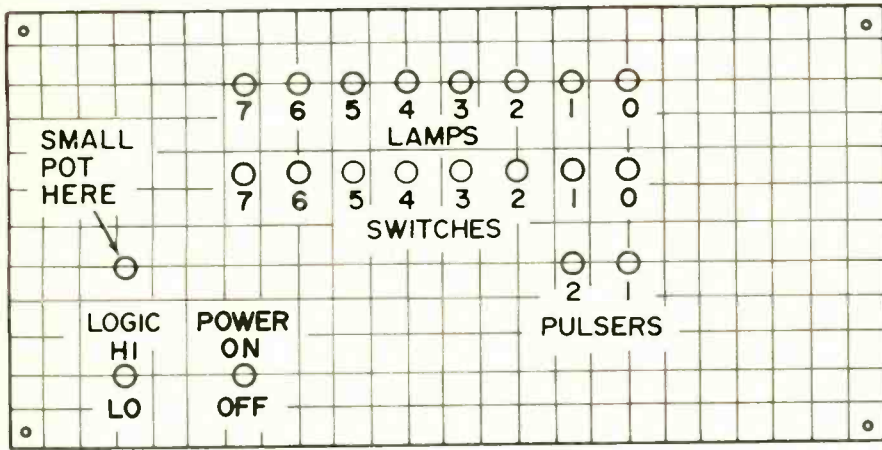 7 6 5 4 3 2 1 0
LAMPS
SMALL
POT
HERE
7 6 5 4 3 2 1 0
SWITCHES
2 1
PULSERS
LOGIC
HI
LO
POWER
ON
OFF